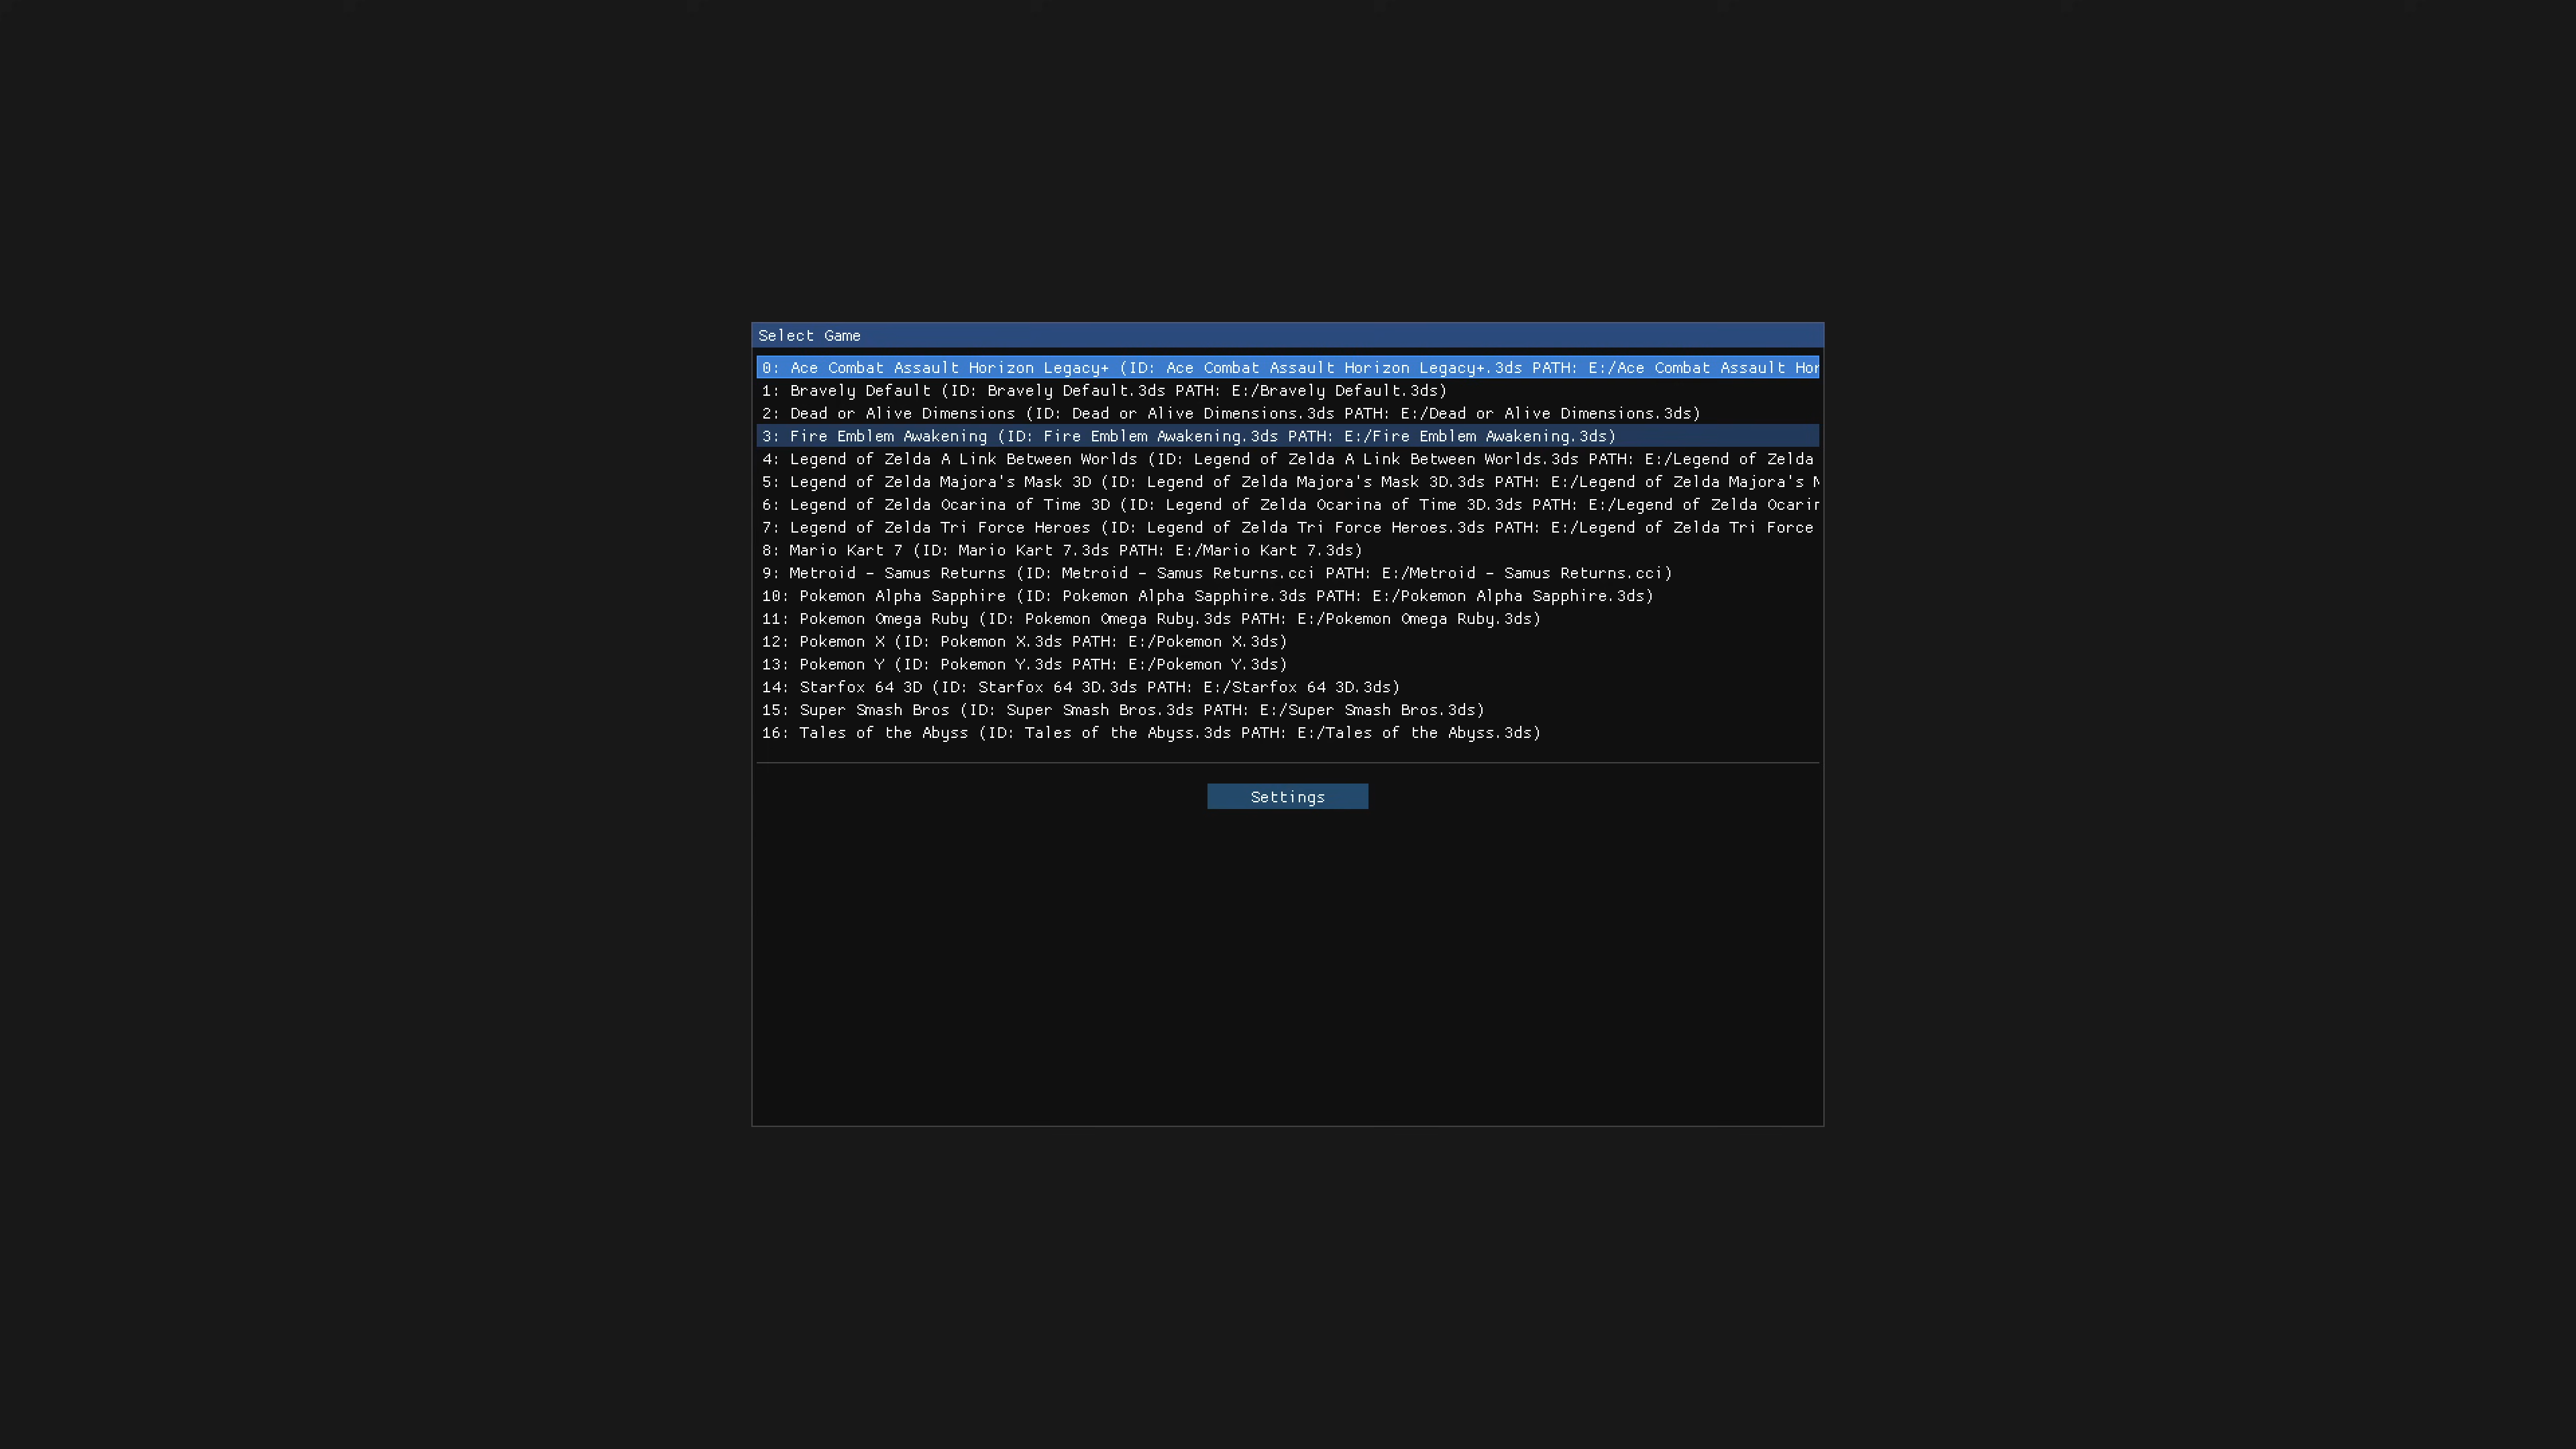 Select Game
0: Ace Combat Assault Horizon Legacy+ (ID: Ace Combat Assault Horizon Legacy+.3ds PATH: E:/Ace Combat Assault Hor
1: Bravely Default (ID: Bravely Default.3ds PATH: E:/Bravely Default.3ds)
2: Dead or Alive Dimensions (ID: Dead or Alive Dimensions.3ds PATH: E:/Dead or Alive Dimensions.3ds)
3: Fire Emblem Awakening (ID: Fire Emblem Awakening.3ds PATH: E:/Fire Emblem Awakening.3ds)
4: Legend of Zelda A Link Between Worlds (ID: Legend of Zelda A Link Between Worlds.3ds PATH: E:/Legend of Zelda
5: Legend of Zelda Majora's Mask 3D (ID: Legend of Zelda Majora's Mask 3D.3ds PATH: E:/Legend of Zelda Majora's M
6: Legend of Zelda Ocarina of Time 3D (ID: Legend of Zelda Ocarina of Time 3D.3ds PATH: E:/Legend of Zelda Ocarin
7: Legend of Zelda Tri Force Heroes (ID: Legend of Zelda Tri Force Heroes.3ds PATH: E:/Legend of Zelda Tri Force
8: Mario Kart 7 (ID: Mario Kart 7.3ds PATH: E:/Mario Kart 7.3ds)
9: Metroid - Samus Returns (ID: Metroid - Samus Returns.cci PATH: E:/Metroid - Samus Returns.cci)
10: Pokemon Alpha Sapphire (ID: Pokemon Alpha Sapphire.3ds PATH: E:/Pokemon Alpha Sapphire.3ds)
11: Pokemon Omega Ruby (ID: Pokemon Omega Ruby.3ds PATH: E:/Pokemon Omega Ruby.3ds)
12: Pokemon X (ID: Pokemon X.3ds PATH: E:/Pokemon X.3ds)
13: Pokemon Y (ID: Pokemon Y.3ds PATH: E:/Pokemon Y.3ds)
14: Starfox 64 3D (ID: Starfox 64 3D.3ds PATH: E:/Starfox 64 3D.3ds)
15: Super Smash Bros (ID: Super Smash Bros.3ds PATH: E:/Super Smash Bros.3ds)
16: Tales of the Abyss (ID: Tales of the Abyss.3ds PATH: E:/Tales of the Abyss.3ds)
Settings